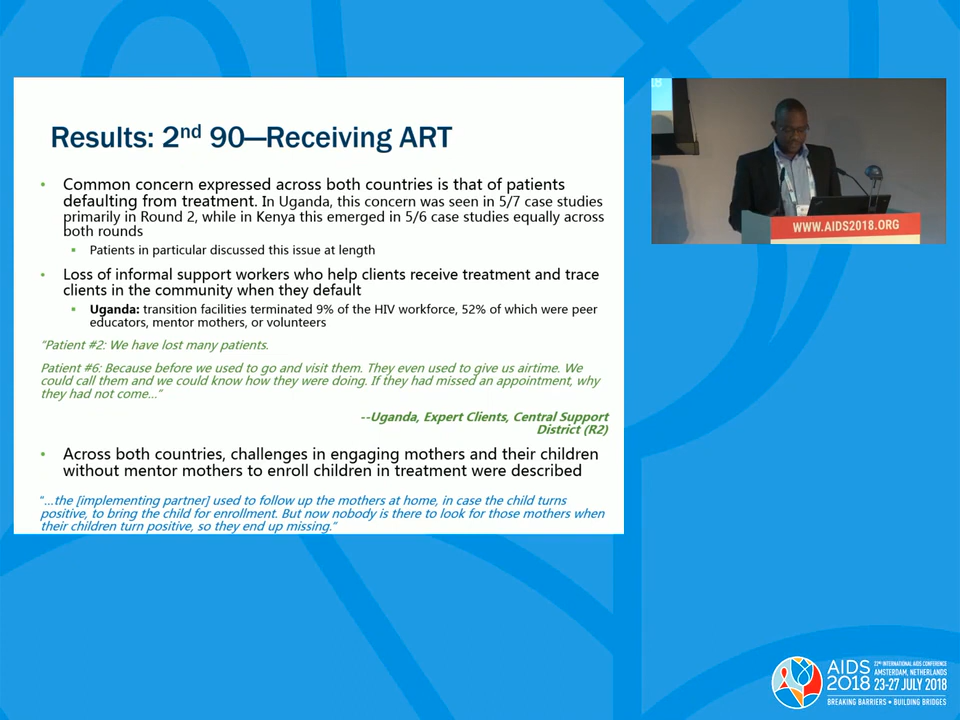 Results: 2nd 90—Receiving ART
• Common concern expressed across both countries is that of patients
defaulting from treatment. In Uganda, this concern was seen in 5/7 case studies
primarily in Round 2, while in Kenya this emerged in 5/6 case studies equally across
both rounds
▪ Patients in particular discussed this issue at length
• Loss of informal support workers who help clients receive treatment and trace
clients in the community when they default
▪ Uganda: transition facilities terminated 9% of the HIV workforce, 52% of which were peer
educators, mentor mothers, or volunteers
"Patient #2: We have lost many patients.
Patient #6: Because before we used to go and visit them. They even used to give us airtime. We
could call them and we could know how they were doing. If they had missed an appointment, why
they had not come…"
--Uganda, Expert Clients, Central Support
District (R2)
• Across both countries, challenges in engaging mothers and their children
without mentor mothers to enroll children in treatment were described
"…the [implementing partner] used to follow up the mothers at home, in case the child turns
positive, to bring the child for enrollment. But now nobody is there to look for those mothers when
their children turn positive, so they end up missing."
WWW.AIDS2018.ORG
AIDS
2018
22ND INTERNATIONAL AIDS CONFERENCE
AMSTERDAM, NETHERLANDS
23-27 JULY 2018
BREAKING BARRIERS • BUILDING BRIDGES